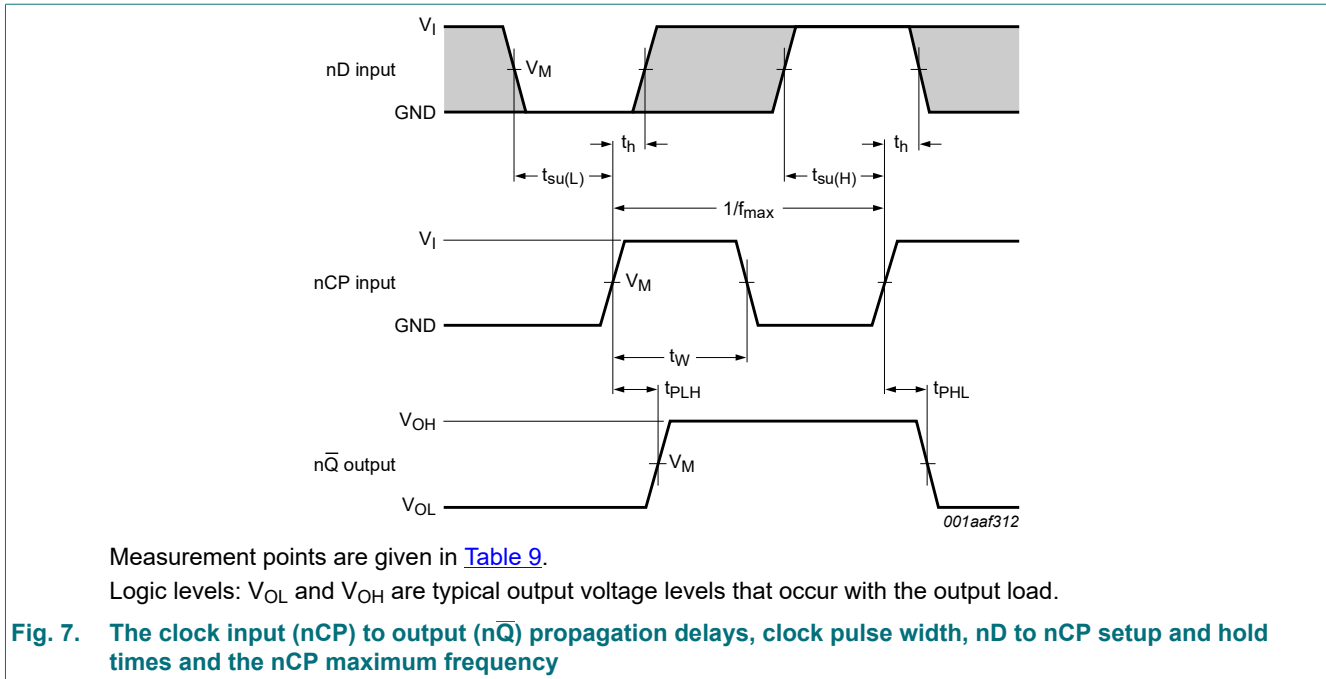 V_I
nD input
V_M
GND
t_h
t_h
t_su(L)
t_su(H)
1/f_max
V_I
nCP input
V_M
GND
t_W
t_PLH
t_PHL
V_OH
nQ̅ output
V_M
V_OL
001aaf312
Measurement points are given in Table 9.
Logic levels: V_OL and V_OH are typical output voltage levels that occur with the output load.
Fig. 7. The clock input (nCP) to output (nQ̅) propagation delays, clock pulse width, nD to nCP setup and hold
times and the nCP maximum frequency